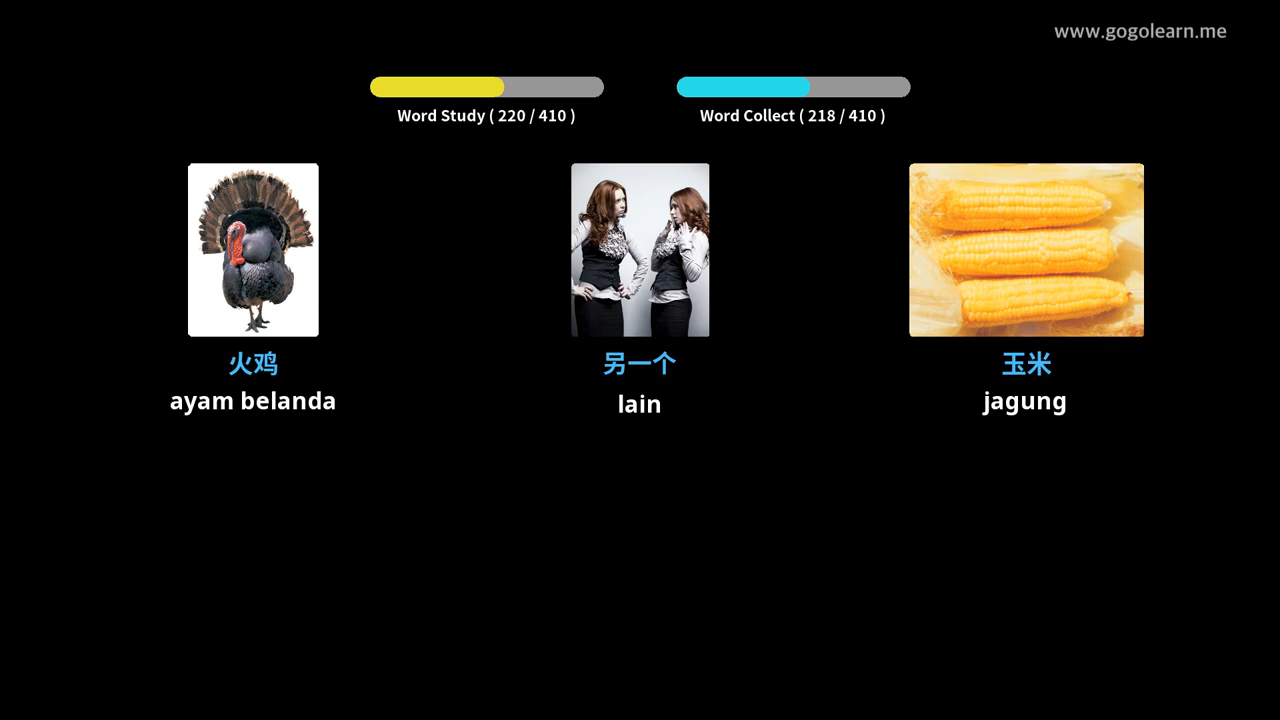 www.gogolearn.me
Word Study ( 220 / 410 )
Word Collect ( 218 / 410 )
火鸡
另一个
玉米
ayam belanda
lain
jagung